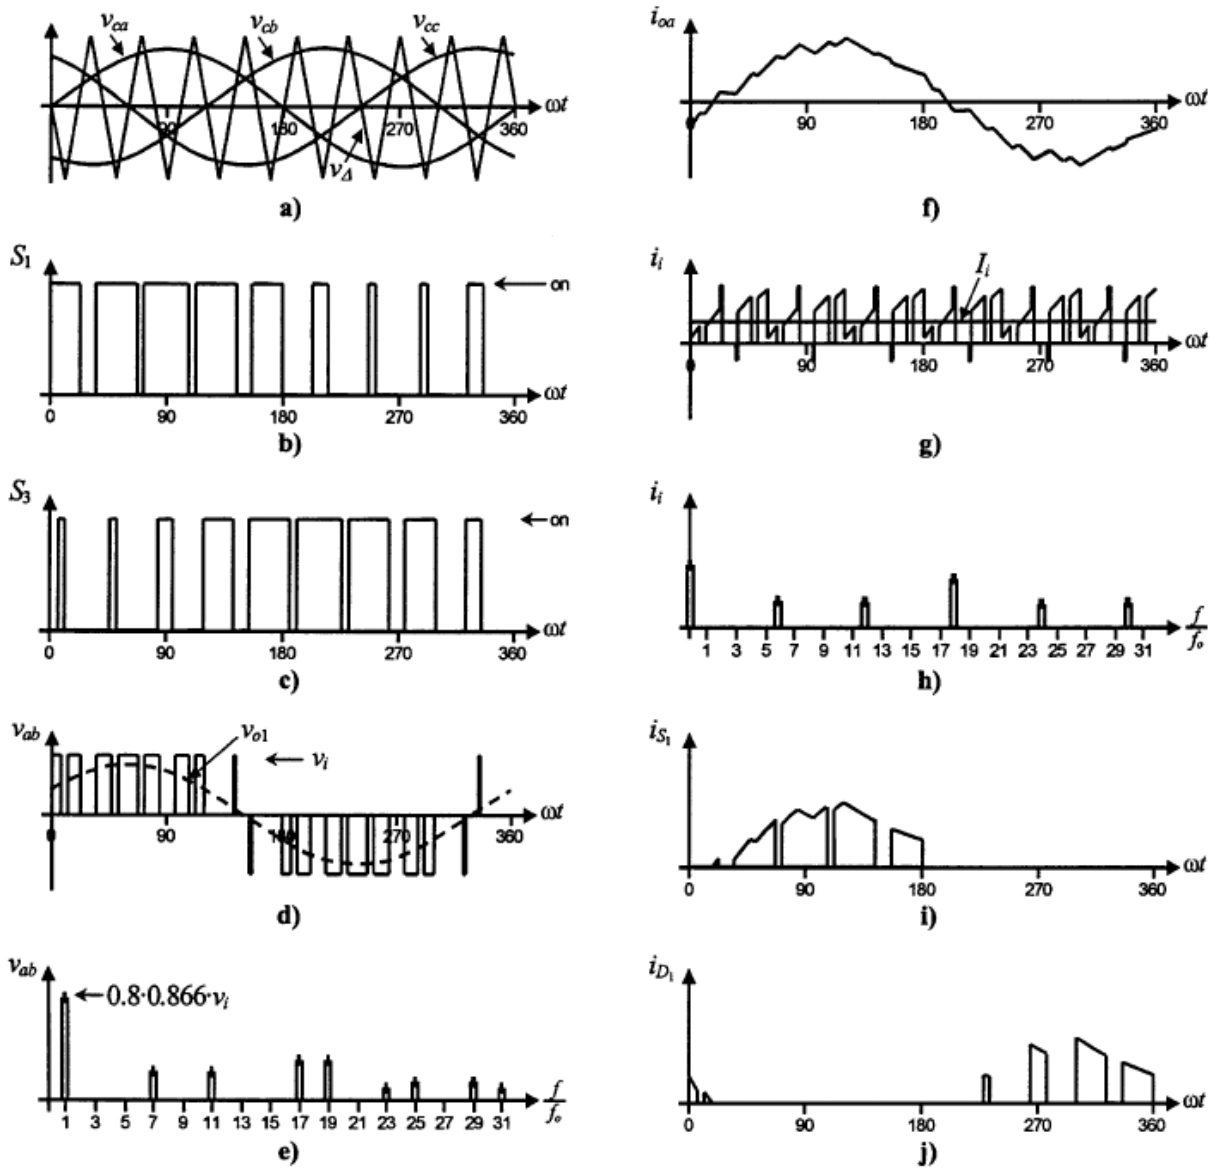 v_ca v_cb v_cc
ωt
90 180 270 360
v_Δ
a)
S_1
on
ωt
0 90 180 270 360
b)
S_3
on
ωt
0 90 180 270 360
c)
v_ab
v_o1
v_i
ωt
0 90 180 270 360
d)
v_ab
0.8·0.866·v_i
1 3 5 7 9 11 13 15 17 19 21 23 25 27 29 31
f/f_o
e)
i_oa
ωt
0 90 180 270 360
f)
i_i
I_i
ωt
0 90 180 270 360
g)
i_i
1 3 5 7 9 11 13 15 17 19 21 23 25 27 29 31
f/f_o
h)
i_S1
ωt
0 90 180 270 360
i)
i_D1
ωt
0 90 180 270 360
j)